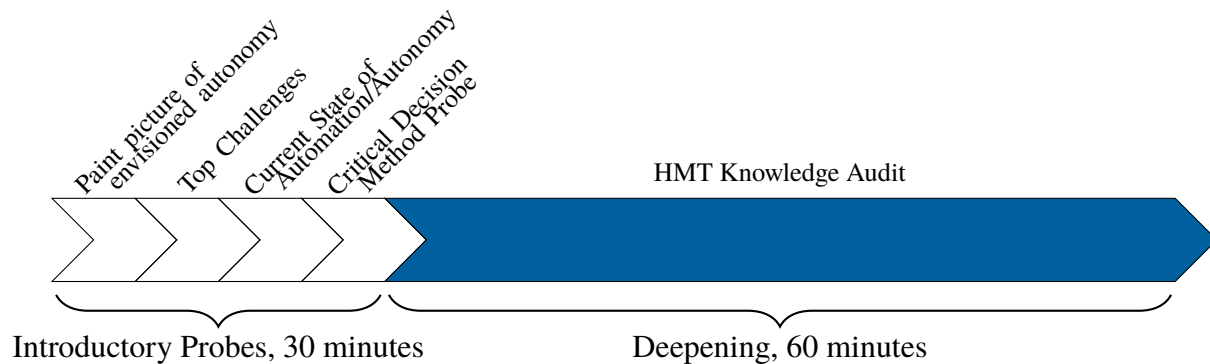 Paint picture of
envisioned autonomy
Top Challenges
Current State of
Automation/Autonomy
Critical Decision
Method Probe
HMT Knowledge Audit
Introductory Probes, 30 minutes
Deepening, 60 minutes